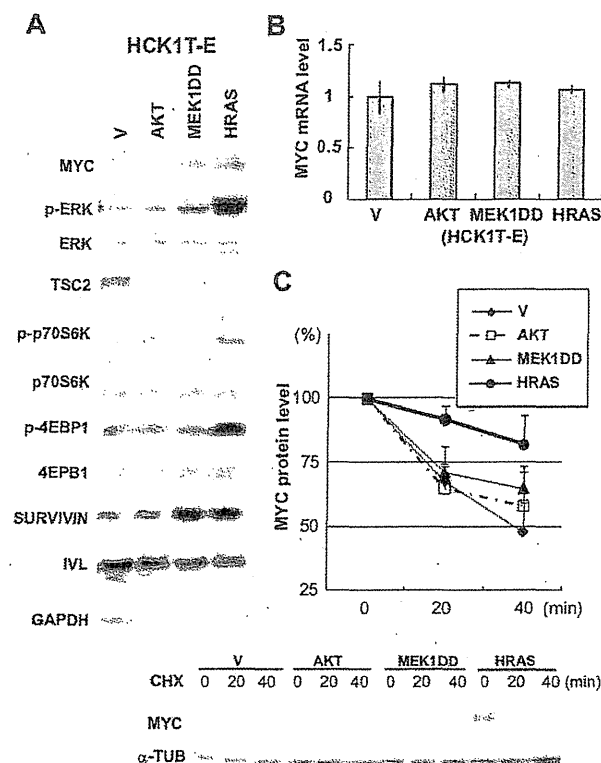 A
HCK1T-E
V
AKT
MEK1DD
HRAS
MYC
p-ERK
ERK
TSC2
p-p70S6K
p70S6K
p-4EBP1
4EPB1
SURVIVIN
IVL
GAPDH
B
MYC mRNA level
1.5
1
0.5
0
V AKT MEK1DD HRAS
(HCK1T-E)
C
(%)
V
AKT
MEK1DD
HRAS
MYC protein level
100
75
50
25
0 20 40 (min)
V AKT MEK1DD HRAS
CHX 0 20 40 0 20 40 0 20 40 0 20 40 (min)
MYC
α-TUB